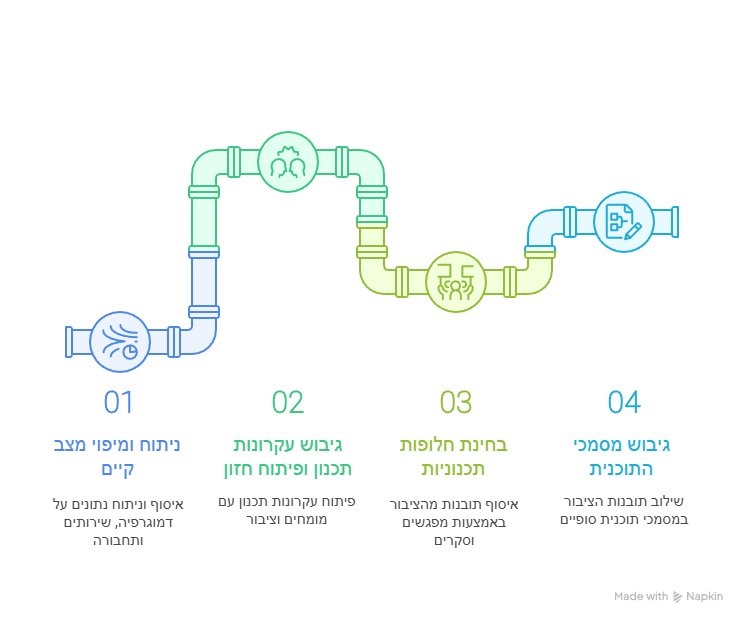 01
ניתוח ומיפוי מצב
קיים
איסוף וניתוח נתונים על
דמוגרפיה, שירותים
ותחבורה
02
גיבוש עקרונות
תכנון ופיתוח חזון
פיתוח עקרונות תכנון עם
מומחים וציבור
03
בחינת חלופות
תכנוניות
איסוף תובנות מהציבור
באמצעות מפגשים
וסקרים
04
גיבוש מסמכי
התוכנית
שילוב תובנות הציבור
במסמכי תוכנית סופיים
Made with Napkin